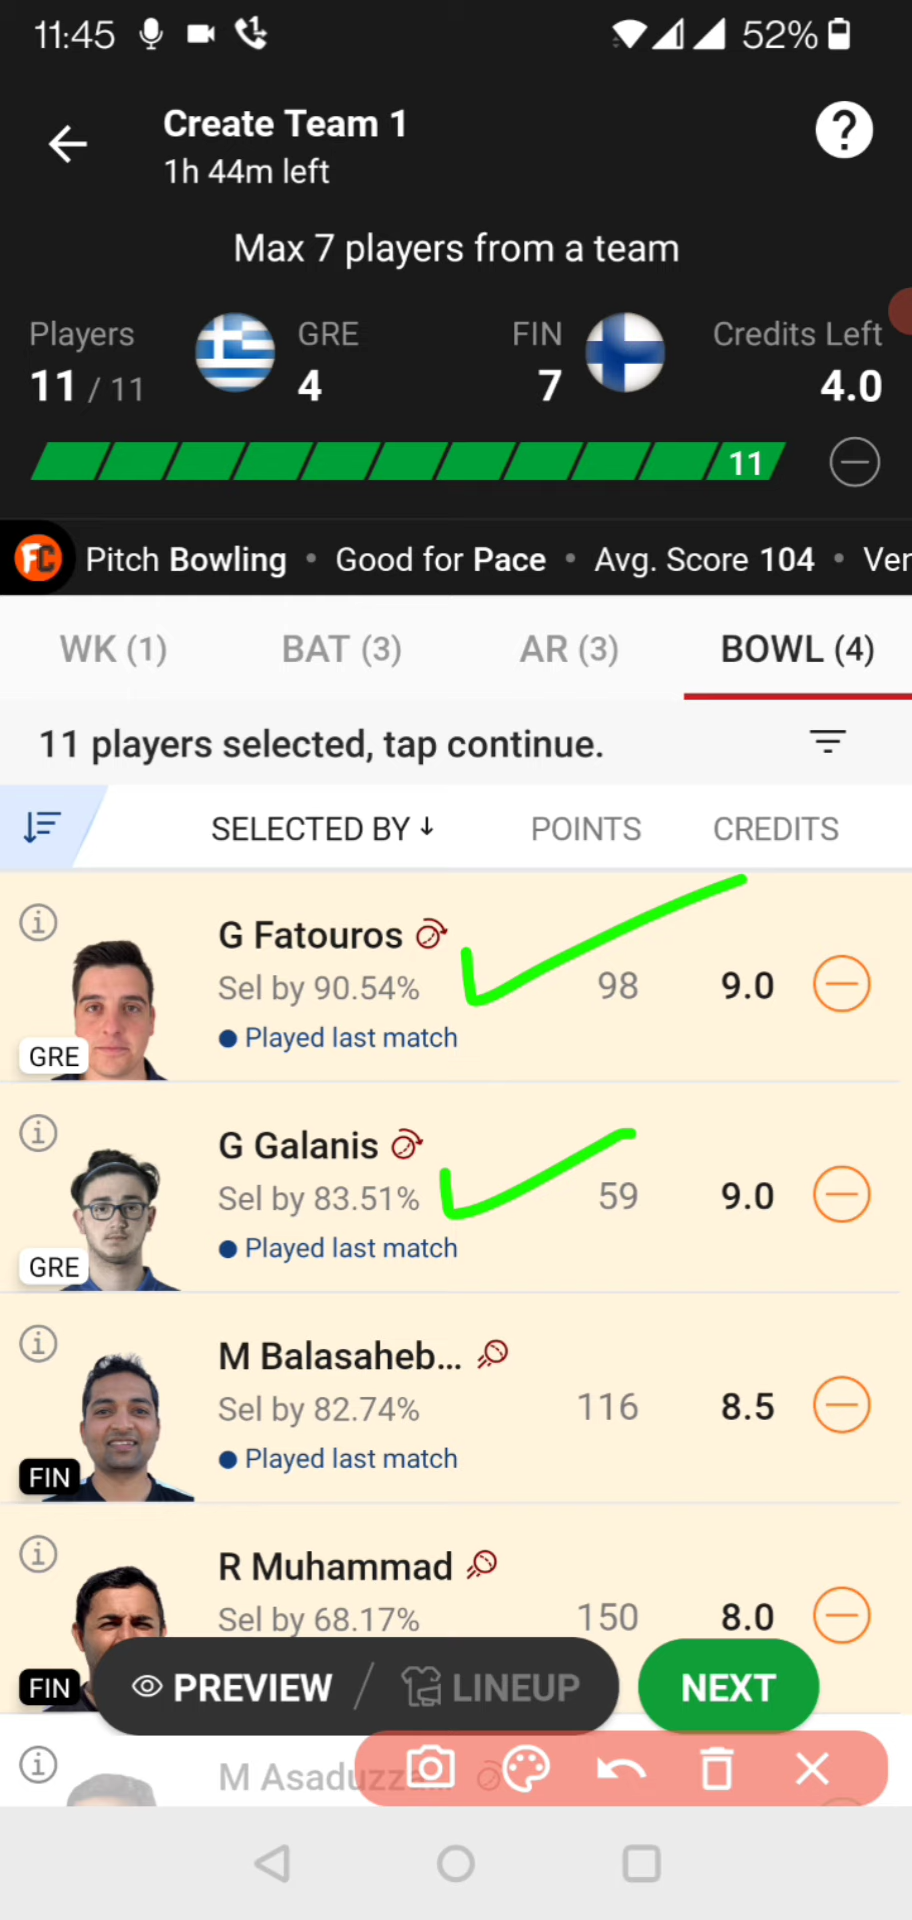 11:45 52%
Create Team 1
1h 44m left
Max 7 players from a team
Players GRE FIN Credits Left
11 / 11 4 7 4.0
11
FC Pitch Bowling • Good for Pace • Avg. Score 104 • Ver
WK (1) BAT (3) AR (3) BOWL (4)
11 players selected, tap continue.
SELECTED BY ↓ POINTS CREDITS
G Fatouros
Sel by 90.54% 98 9.0
Played last match
GRE
G Galanis
Sel by 83.51% 59 9.0
Played last match
GRE
M Balasaheb...
Sel by 82.74% 116 8.5
Played last match
FIN
R Muhammad
Sel by 68.17% 150 8.0
FIN
PREVIEW / LINEUP NEXT
M Asaduzza